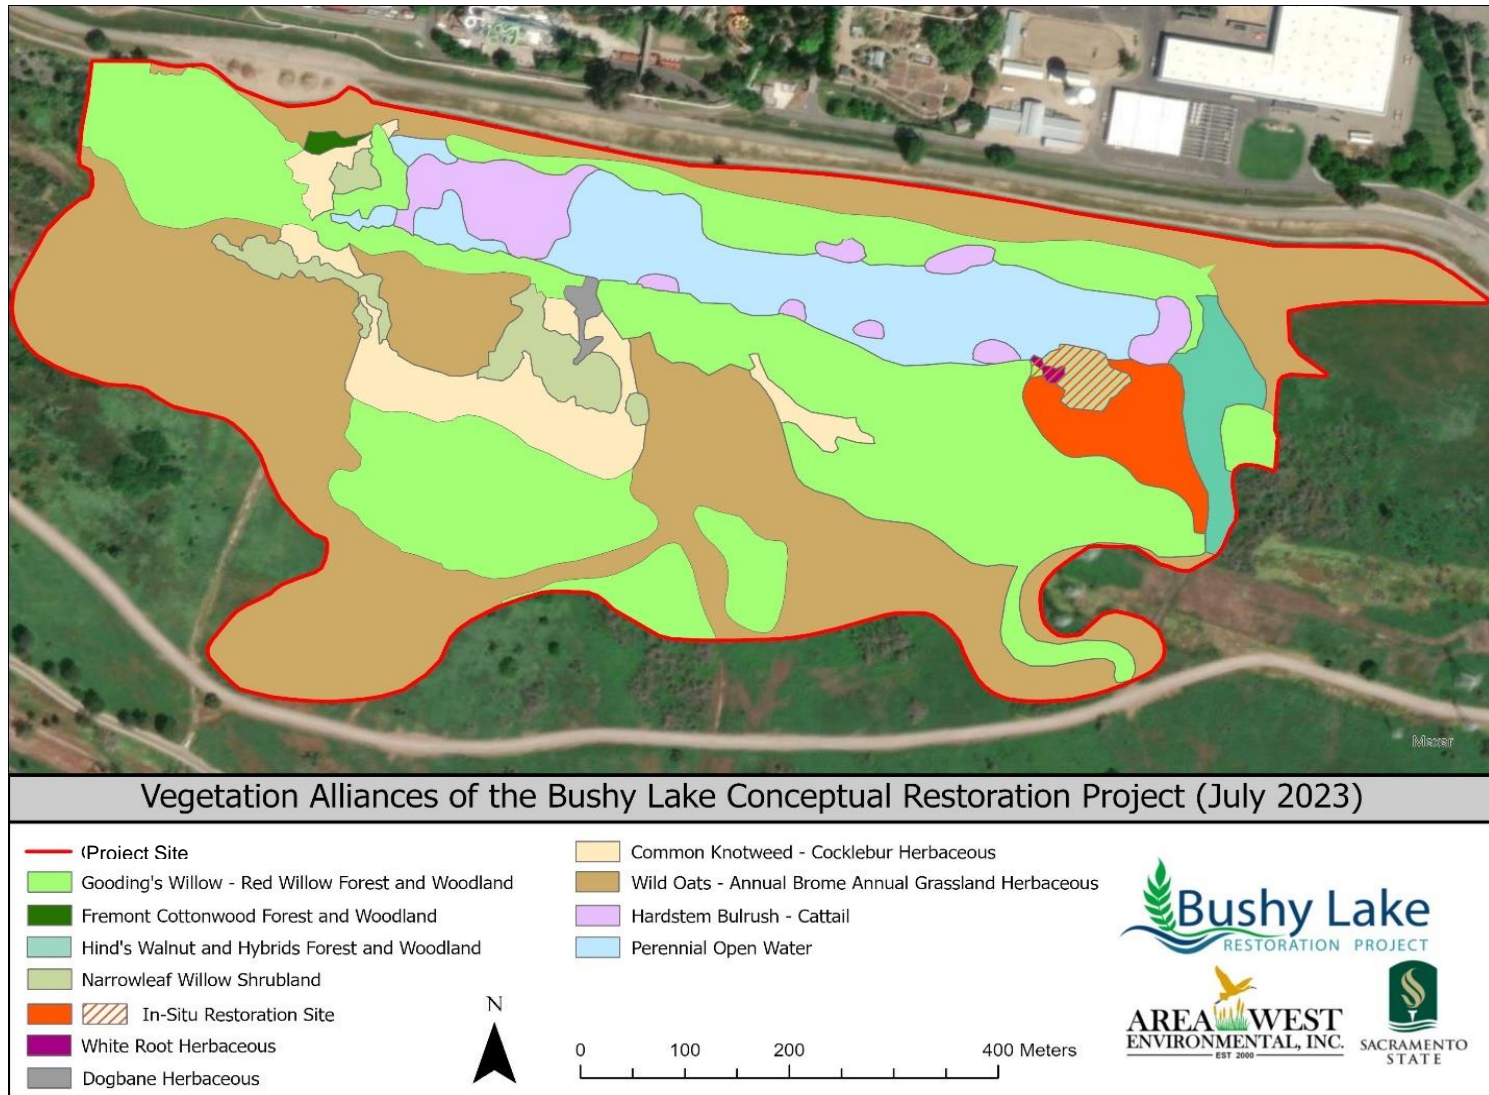 Maxar
Vegetation Alliances of the Bushy Lake Conceptual Restoration Project (July 2023)
(Project Site
Gooding's Willow - Red Willow Forest and Woodland
Fremont Cottonwood Forest and Woodland
Hind's Walnut and Hybrids Forest and Woodland
Narrowleaf Willow Shrubland
In-Situ Restoration Site
White Root Herbaceous
Dogbane Herbaceous
Common Knotweed - Cocklebur Herbaceous
Wild Oats - Annual Brome Annual Grassland Herbaceous
Hardstem Bulrush - Cattail
Perennial Open Water
N
0 100 200 400 Meters
Bushy Lake
RESTORATION PROJECT
AREA WEST
ENVIRONMENTAL, INC.
EST 2000
SACRAMENTO
STATE